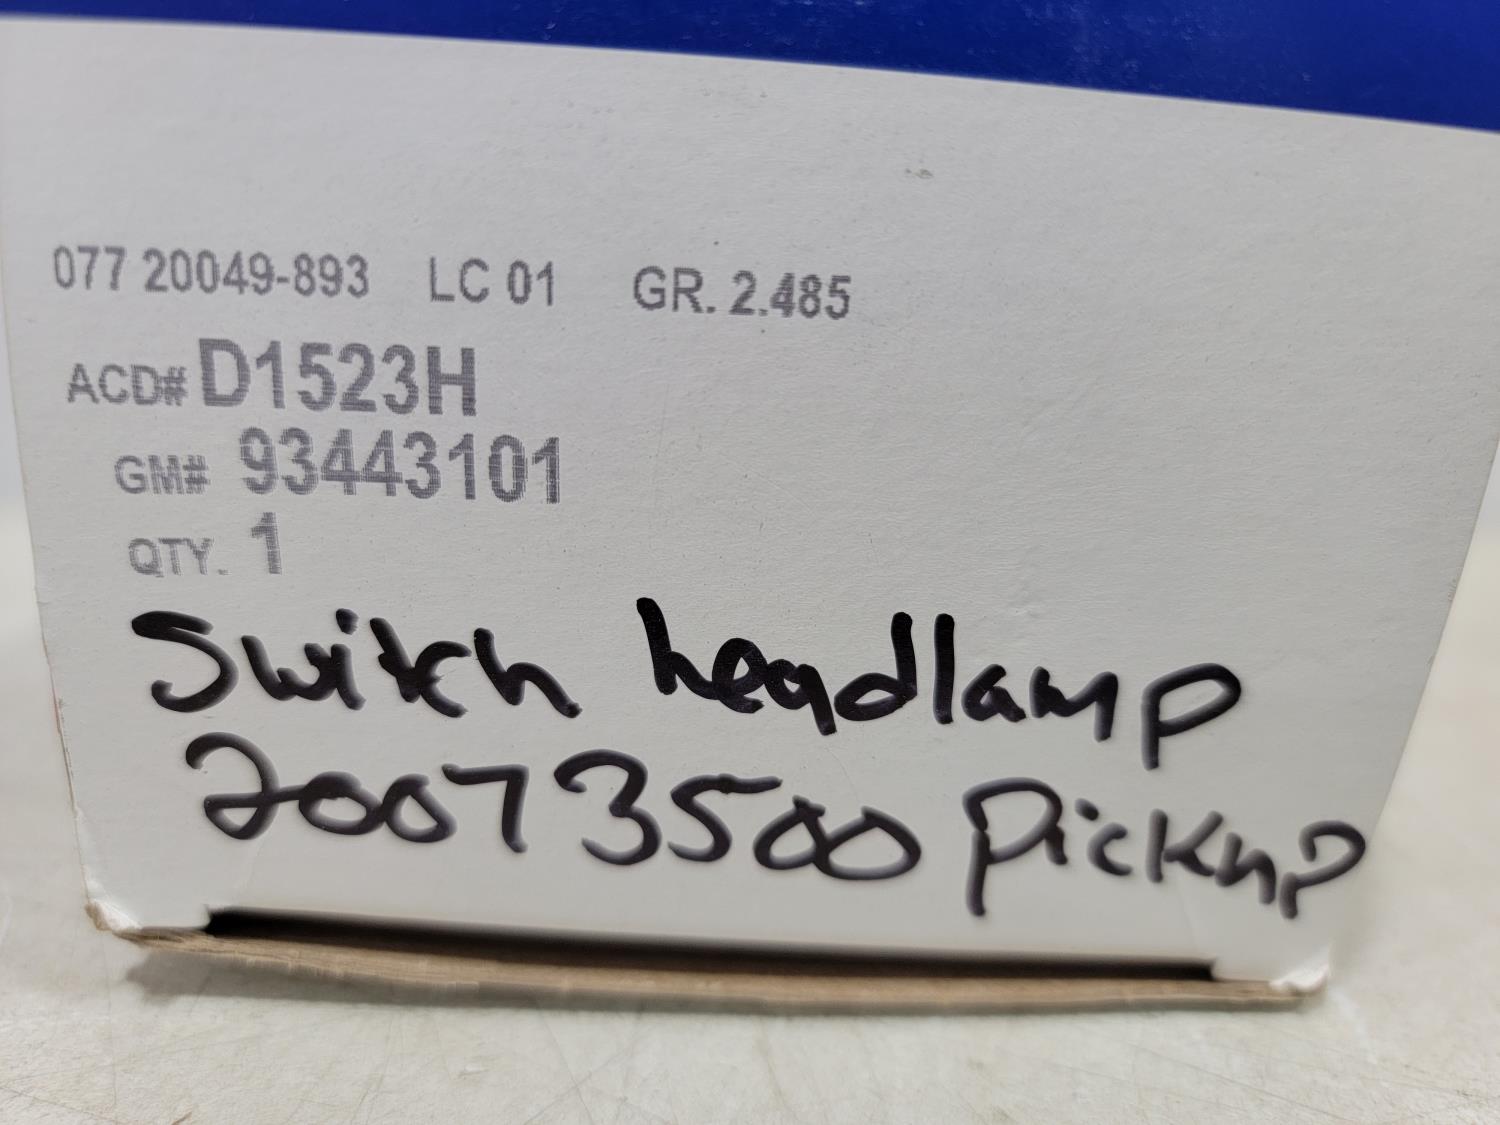 077 20049-893 LC 01 GR. 2.485
ACD# D1523H
GM# 93443101
QTY. 1
Switch headlamp
2007 3500 Pickup